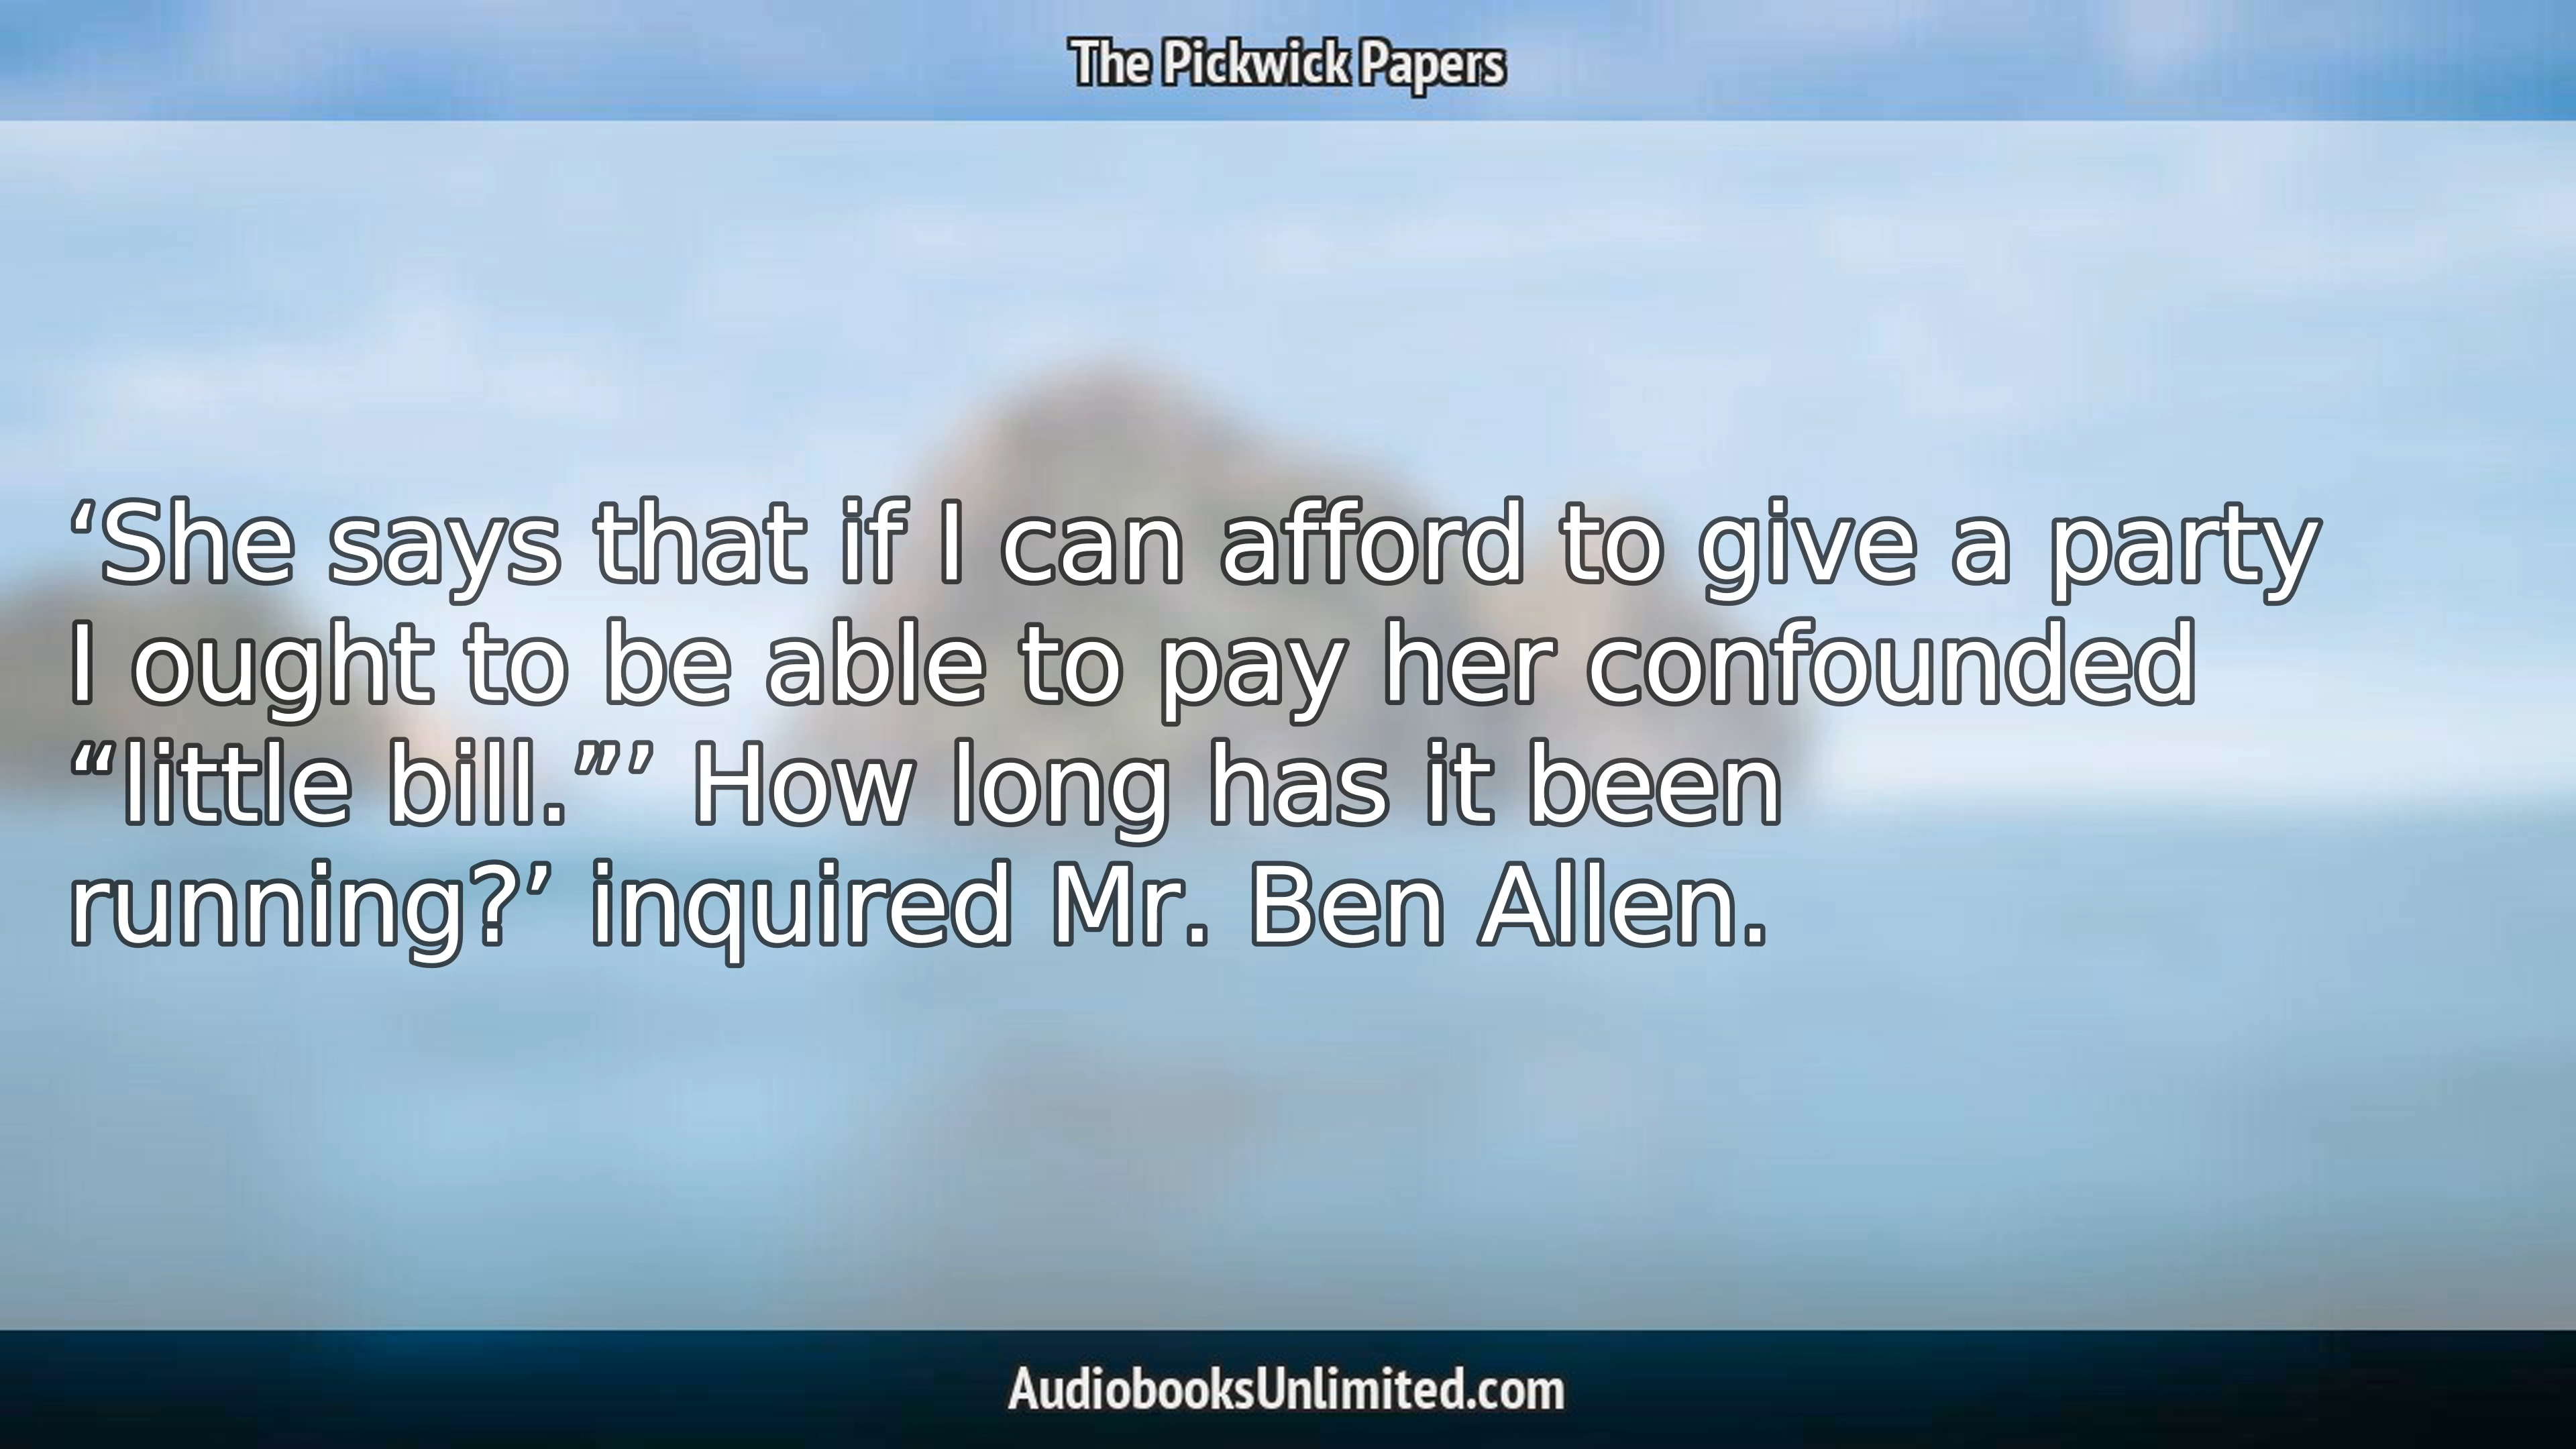 The Pickwick Papers
‘She says that if I can afford to give a party
I ought to be able to pay her confounded
“little bill.”’ How long has it been
running?’ inquired Mr. Ben Allen.
AudiobooksUnlimited.com